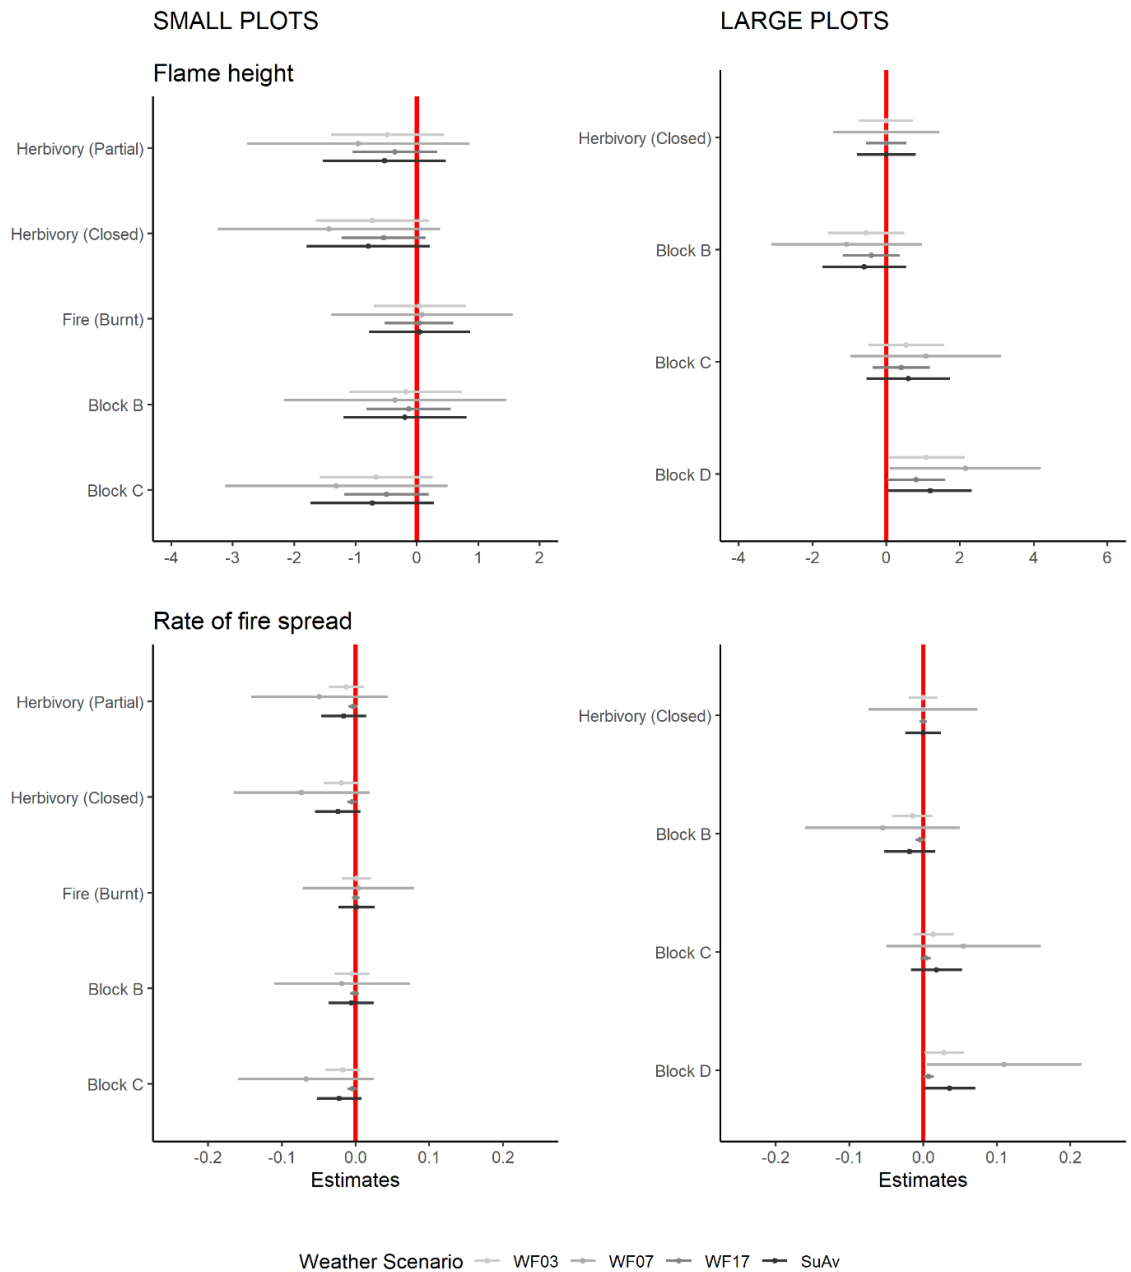 SMALL PLOTS
LARGE PLOTS
Flame height
Herbivory (Partial)
Herbivory (Closed)
Fire (Burnt)
Block B
Block C
-4 -3 -2 -1 0 1 2
Herbivory (Closed)
Block B
Block C
Block D
-4 -2 0 2 4 6
Rate of fire spread
Herbivory (Partial)
Herbivory (Closed)
Fire (Burnt)
Block B
Block C
-0.2 -0.1 0.0 0.1 0.2
Estimates
Herbivory (Closed)
Block B
Block C
Block D
-0.2 -0.1 0.0 0.1 0.2
Estimates
Weather Scenario WF03 WF07 WF17 SuAv